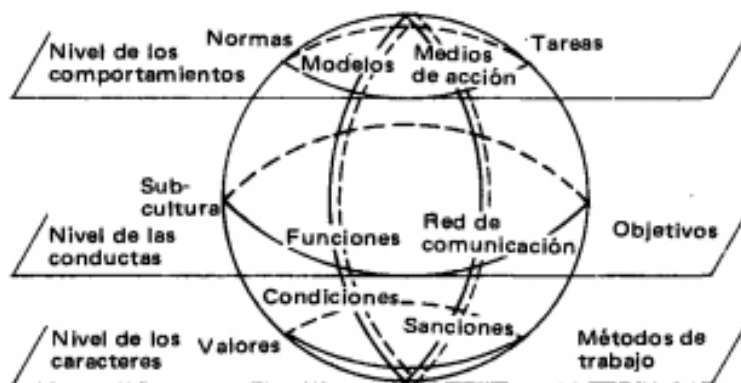 Normas
Tareas
Nivel de los
comportamientos
Modelos
Medios
de acción
Sub-
cultura
Nivel de las
conductas
Funciones
Red de
comunicación
Objetivos
Condiciones
Sanciones
Nivel de los
caracteres
Valores
Métodos de
trabajo